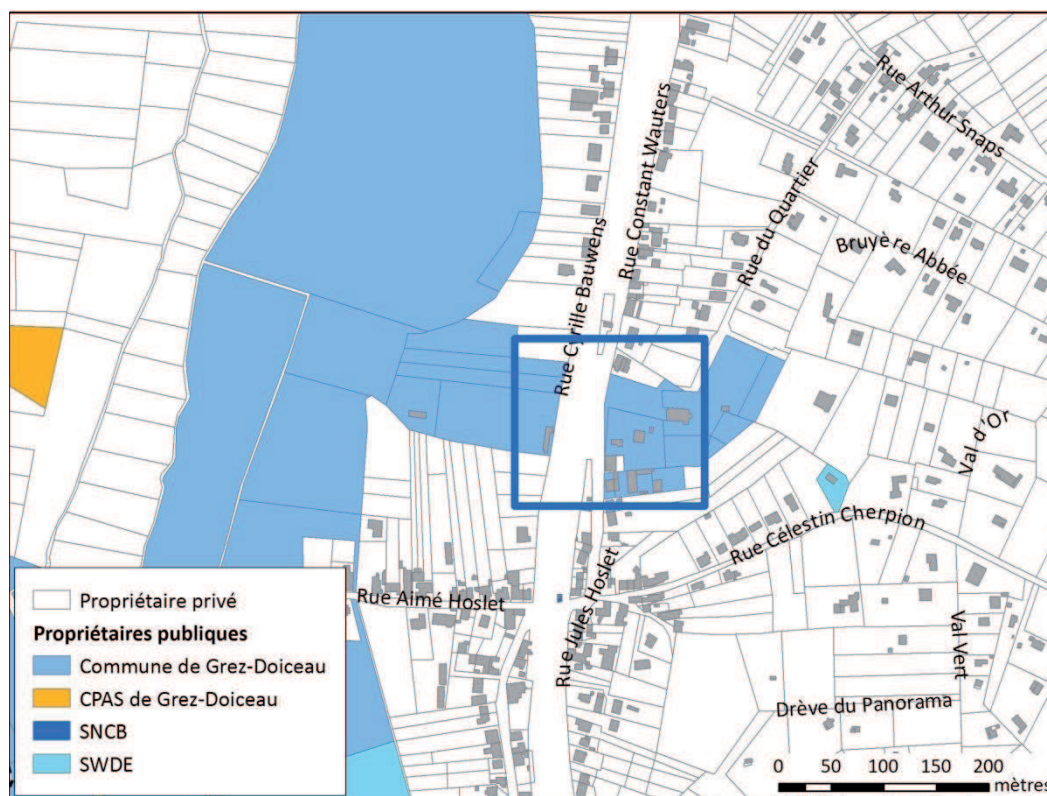 Rue Arthur Snaps
Rue Constant Wauters
Rue du Quartier
Bruyère Abbée
Rue Cyrille Bauwens
Val d'Or
Rue Célestin Cherpion
Rue Aimé Hoslet
Rue Jules Hoslet
Val Vert
Drève du Panorama
Propriétaire privé
Propriétaires publiques
Commune de Grez-Doiceau
CPAS de Grez-Doiceau
SNCB
SWDE
0 50 100 150 200
mètres